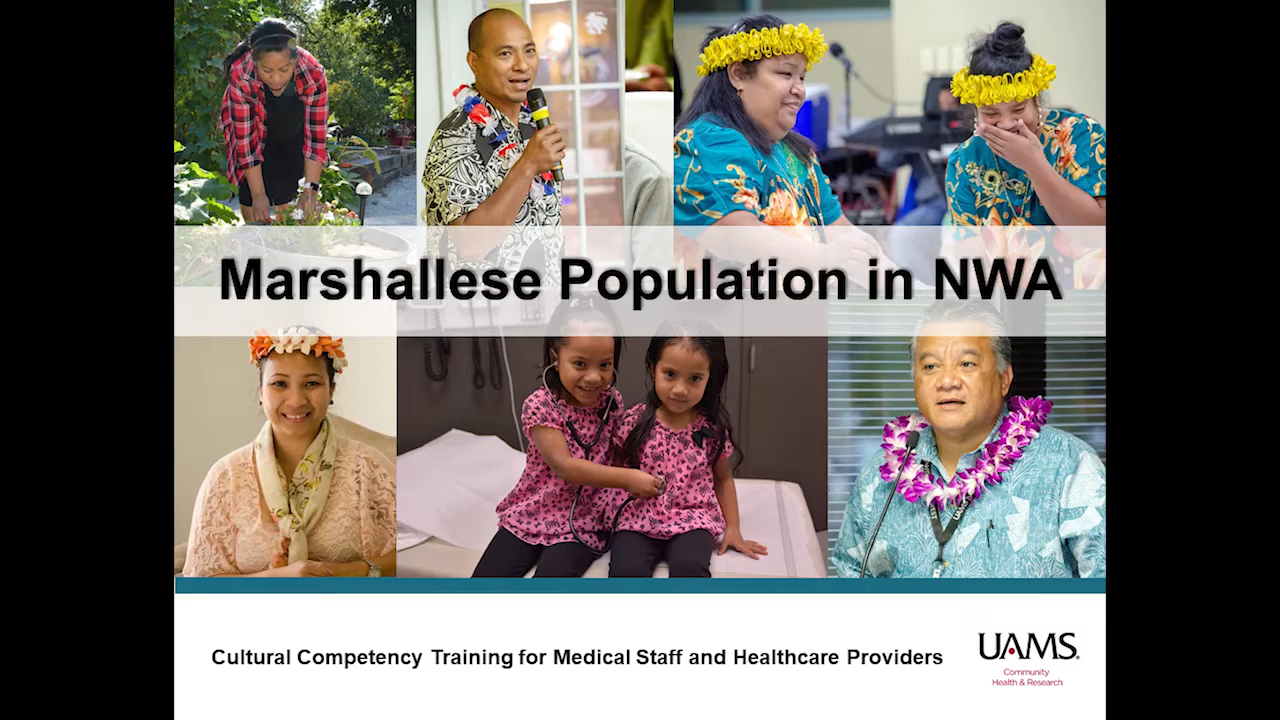 Marshallese Population in NWA
Cultural Competency Training for Medical Staff and Healthcare Providers
UAMS
Community
Health & Research